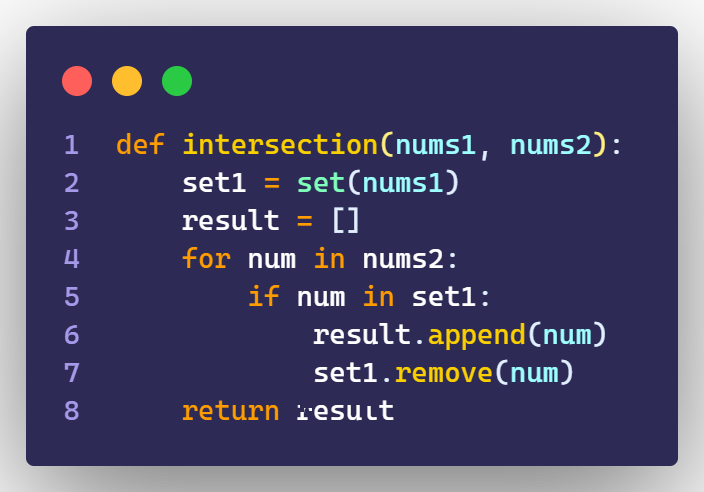 1 def intersection(nums1, nums2):
2     set1 = set(nums1)
3     result = []
4     for num in nums2:
5         if num in set1:
6             result.append(num)
7             set1.remove(num)
8     return result